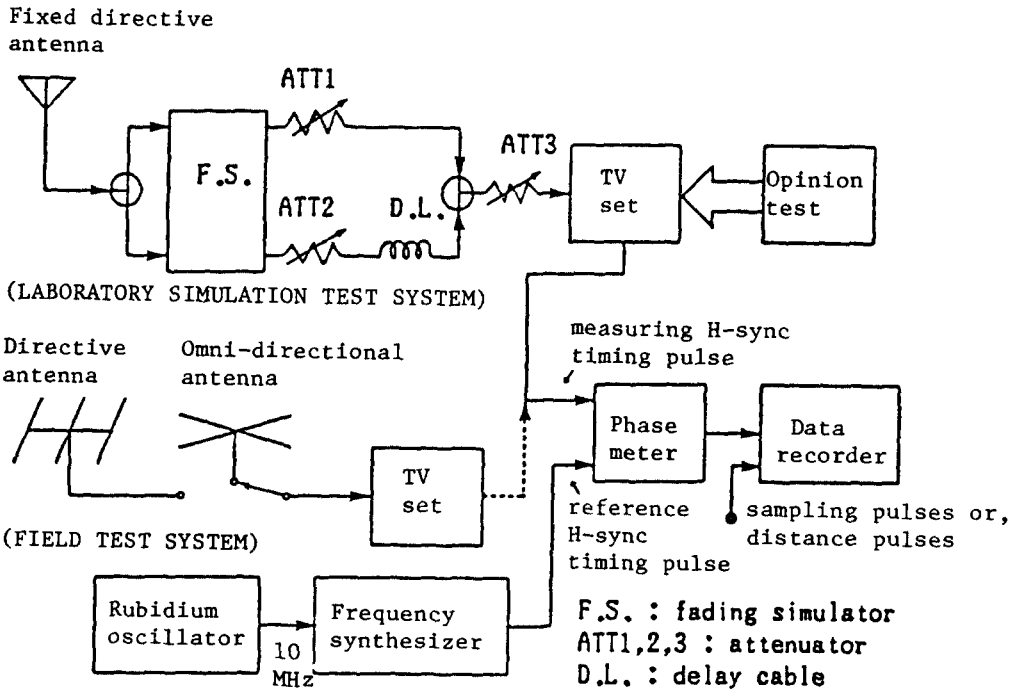 Fixed directive
antenna
ATT1
F.S.
ATT2
D.L.
ATT3
TV
set
Opinion
test
(LABORATORY SIMULATION TEST SYSTEM)
Directive
antenna
Omni-directional
antenna
TV
set
(FIELD TEST SYSTEM)
measuring H-sync
timing pulse
Phase
meter
Data
recorder
reference
H-sync
timing pulse
sampling pulses or,
distance pulses
Rubidium
oscillator
10
MHz
Frequency
synthesizer
F.S. : fading simulator
ATT1,2,3 : attenuator
D.L. : delay cable